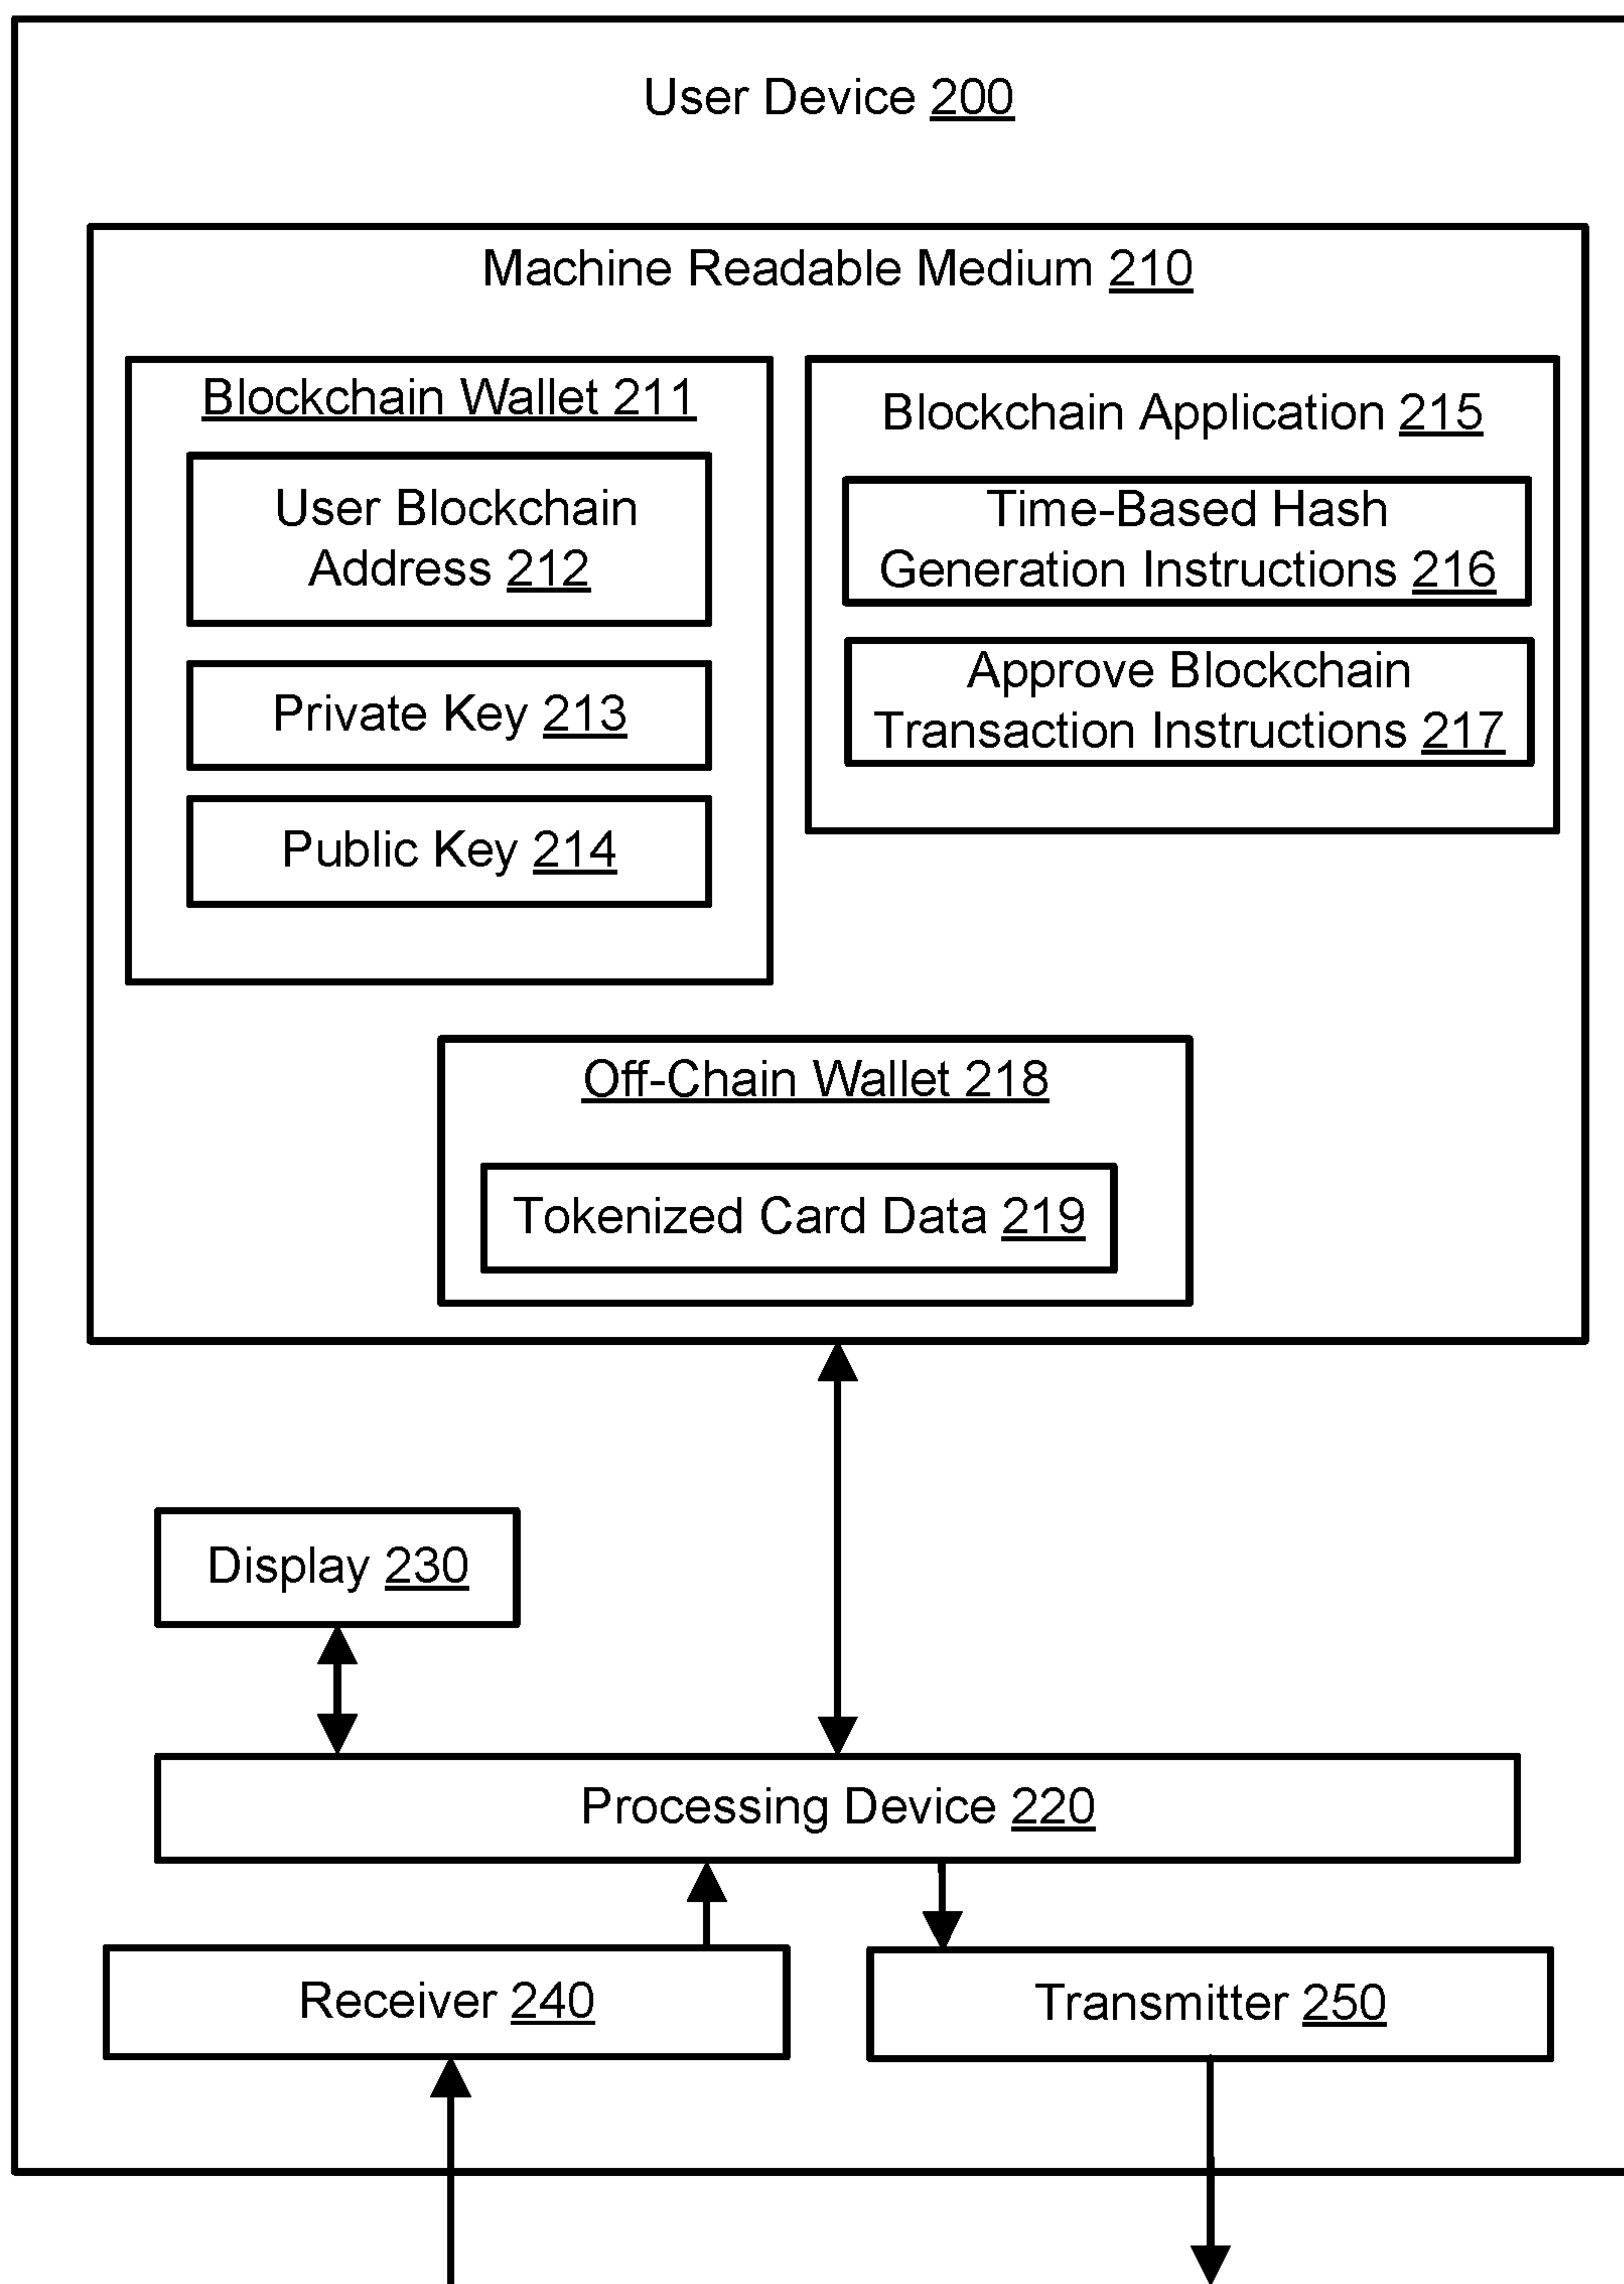 User Device 200
Machine Readable Medium 210
Blockchain Wallet 211
User Blockchain
Address 212
Private Key 213
Public Key 214
Blockchain Application 215
Time-Based Hash
Generation Instructions 216
Approve Blockchain
Transaction Instructions 217
Off-Chain Wallet 218
Tokenized Card Data 219
Display 230
Processing Device 220
Receiver 240
Transmitter 250